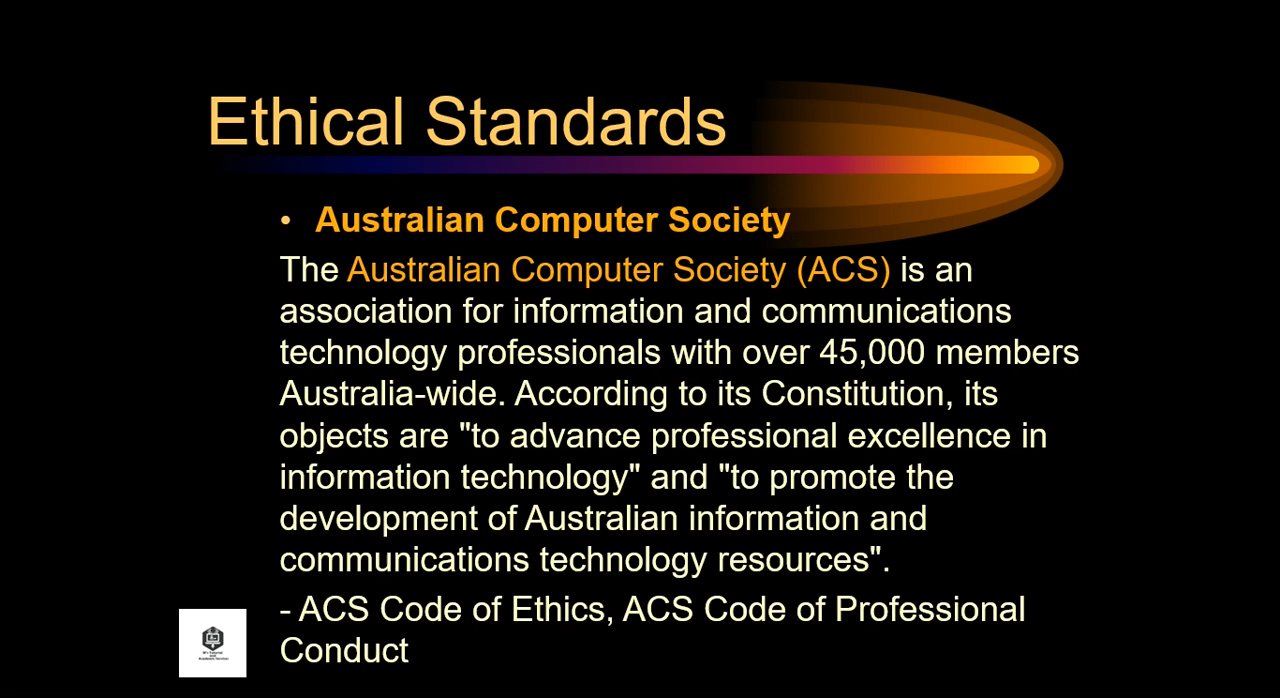 Ethical Standards
• Australian Computer Society
The Australian Computer Society (ACS) is an
association for information and communications
technology professionals with over 45,000 members
Australia-wide. According to its Constitution, its
objects are "to advance professional excellence in
information technology" and "to promote the
development of Australian information and
communications technology resources".
- ACS Code of Ethics, ACS Code of Professional
Conduct